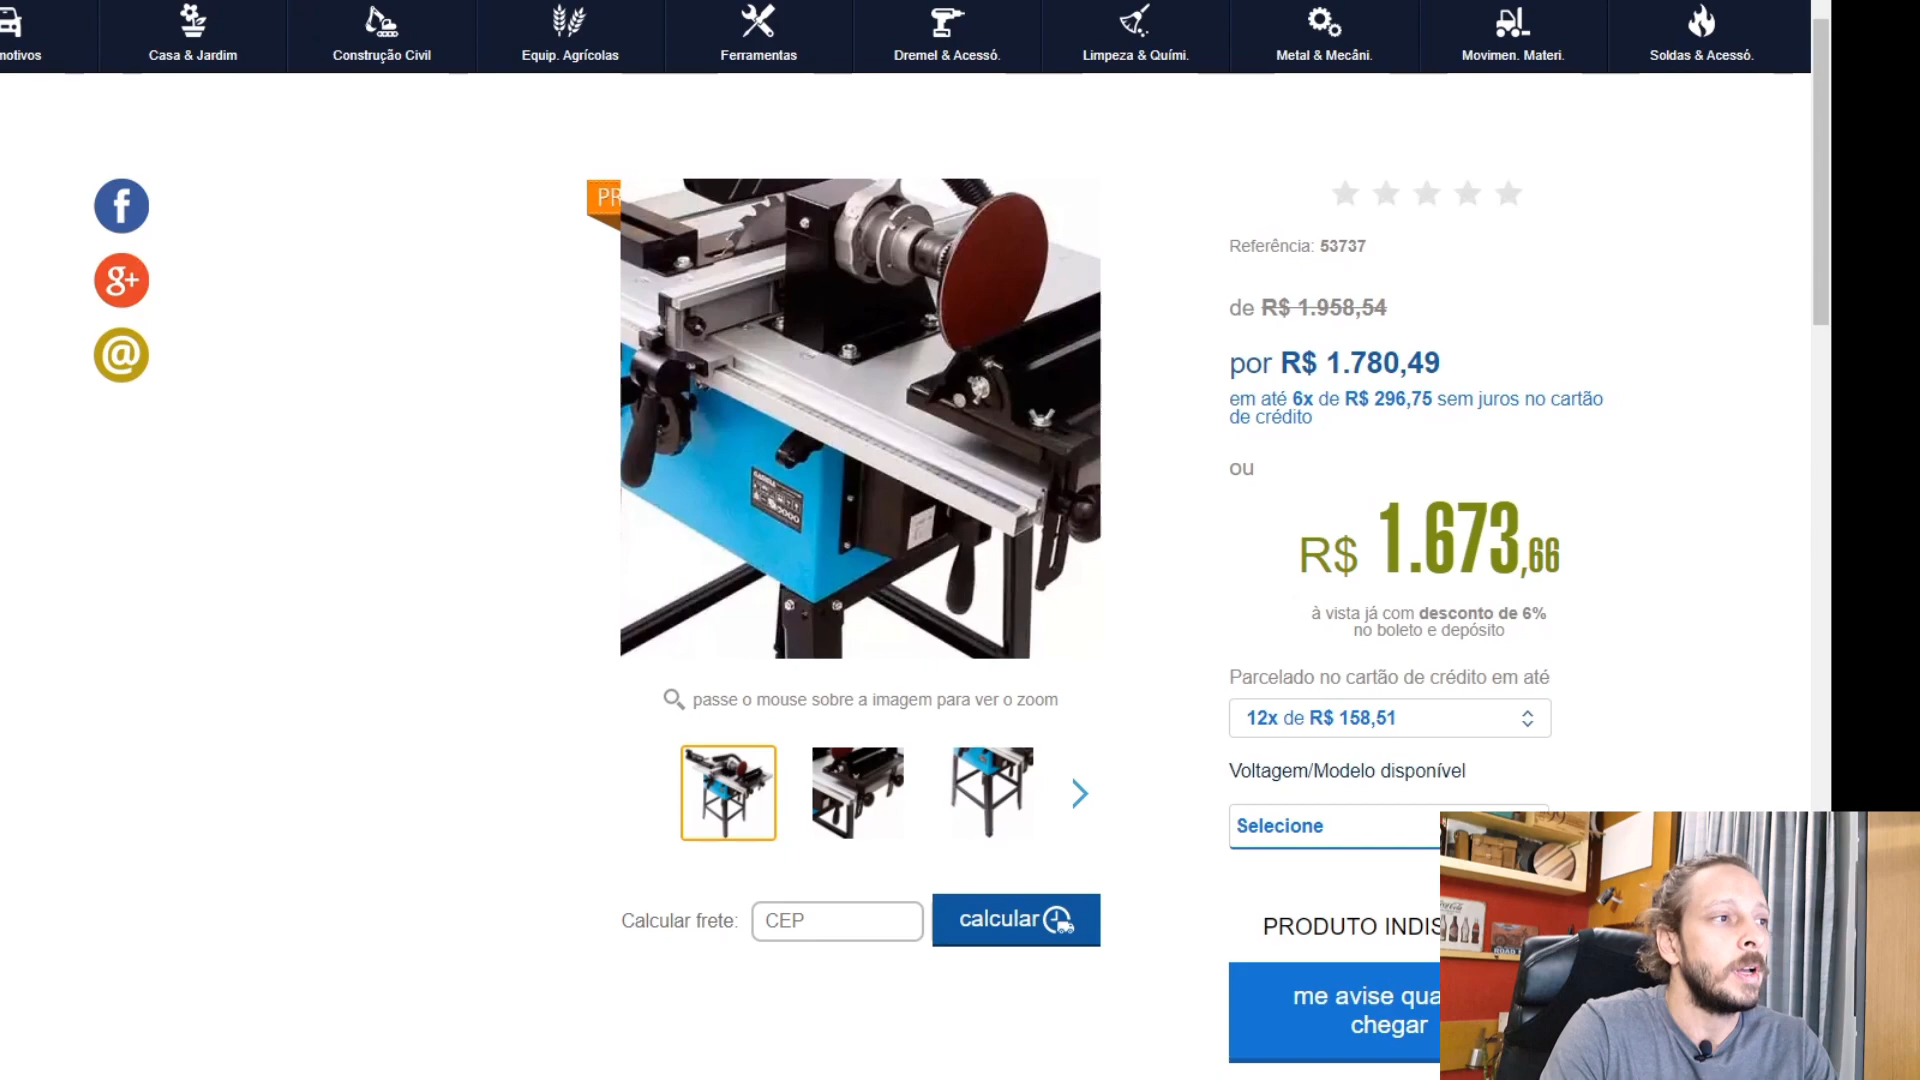 motivos
Casa & Jardim
Construção Civil
Equip. Agrícolas
Ferramentas
Dremel & Acessó.
Limpeza & Quími.
Metal & Mecâni.
Movimen. Materi.
Soldas & Acessó.
f
g+
@
PR
Referência: 53737
de R$ 1.958,54
por R$ 1.780,49
em até 6x de R$ 296,75 sem juros no cartão
de crédito
ou
R$ 1.673,66
à vista já com desconto de 6%
no boleto e depósito
passe o mouse sobre a imagem para ver o zoom
Parcelado no cartão de crédito em até
12x de R$ 158,51
Voltagem/Modelo disponível
Selecione
Calcular frete: CEP calcular
PRODUTO INDIS
me avise qua
chegar